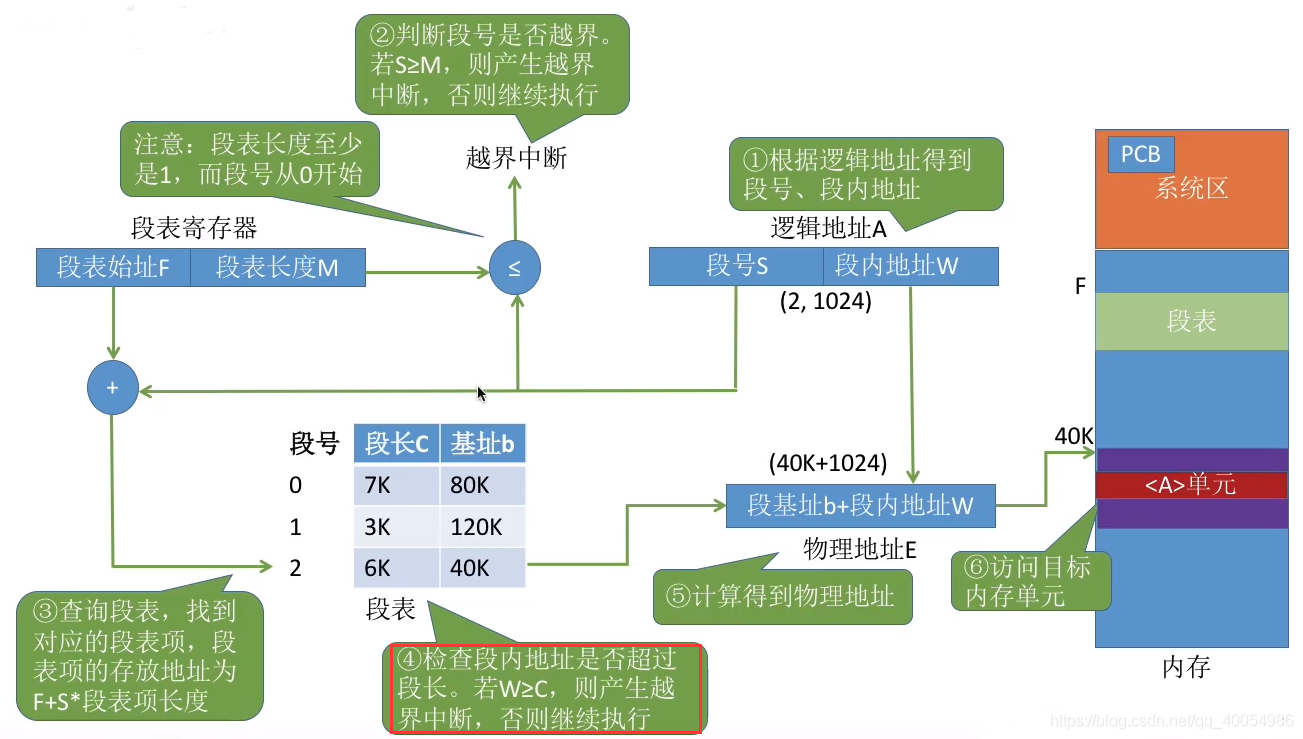 ②判断段号是否越界。
若S≥M，则产生越界
中断，否则继续执行
注意：段表长度至少
是1，而段号从0开始
越界中断
①根据逻辑地址得到
段号、段内地址
PCB
系统区
段表寄存器
逻辑地址A
段表始址F
段表长度M
≤
段号S
段内地址W
(2, 1024)
F
段表
+
段号
段长C
基址b
0
7K
80K
1
3K
120K
2
6K
40K
段表
(40K+1024)
段基址b+段内地址W
物理地址E
40K
<A>单元
③查询段表，找到
对应的段表项，段
表项的存放地址为
F+S*段表项长度
④检查段内地址是否超过
段长。若W≥C，则产生越
界中断，否则继续执行
⑤计算得到物理地址
⑥访问目标
内存单元
内存
https://blog.csdn.net/qq_40054986